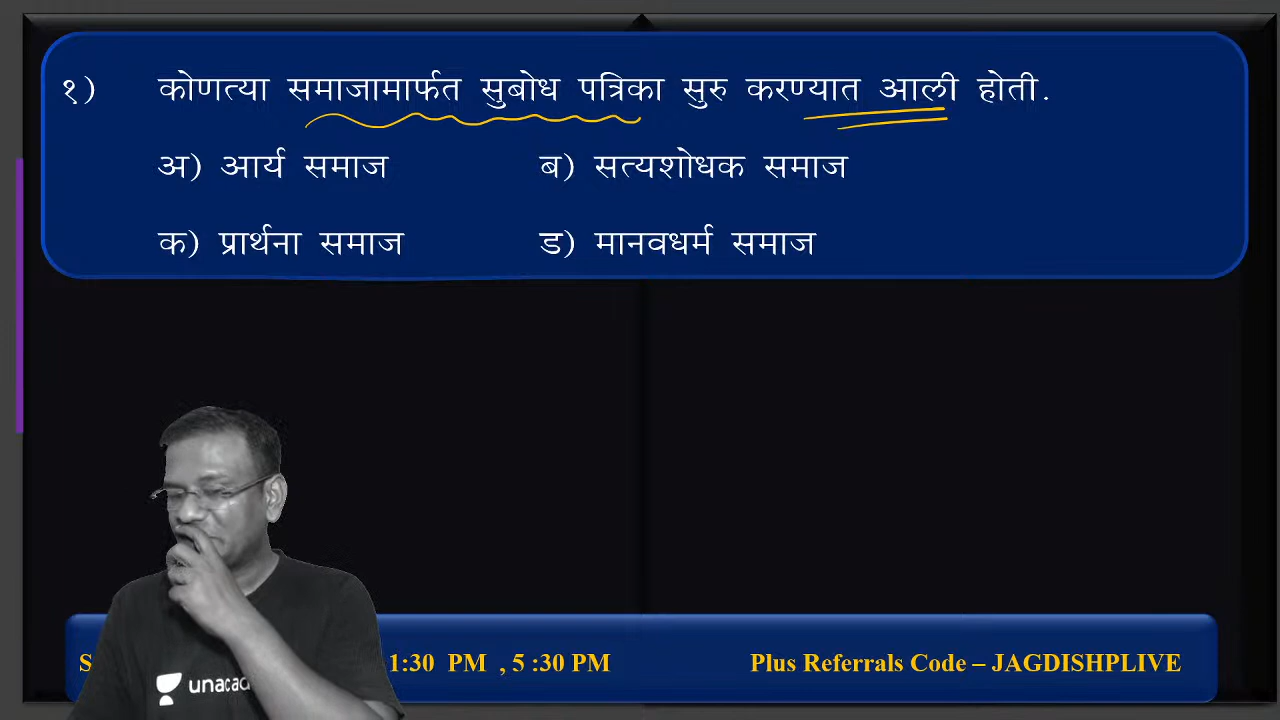 १) कोणत्या समाजामार्फत सुबोध पत्रिका सुरु करण्यात आली होती.
अ) आर्य समाज ब) सत्यशोधक समाज
क) प्रार्थना समाज ड) मानवधर्म समाज
1:30 PM , 5 :30 PM Plus Referrals Code – JAGDISHPLIVE